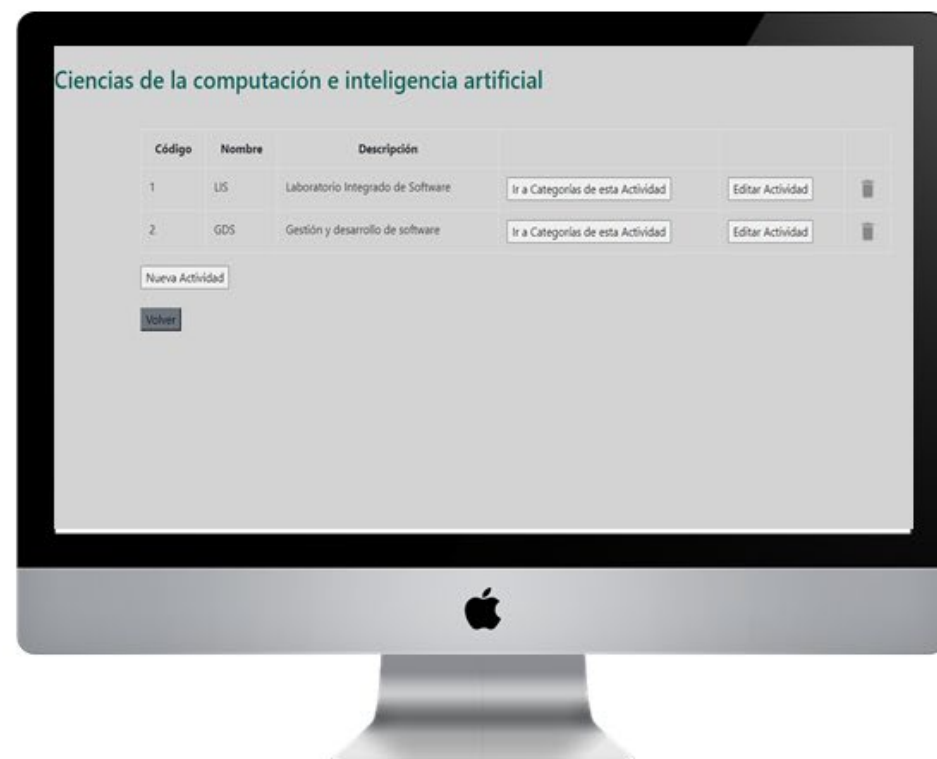 Ciencias de la computación e inteligencia artificial
Código Nombre Descripción
1 LIS Laboratorio Integrado de Software Ir a Categorías de esta Actividad Editar Actividad
2 GDS Gestión y desarrollo de software Ir a Categorías de esta Actividad Editar Actividad
Nueva Actividad
Volver